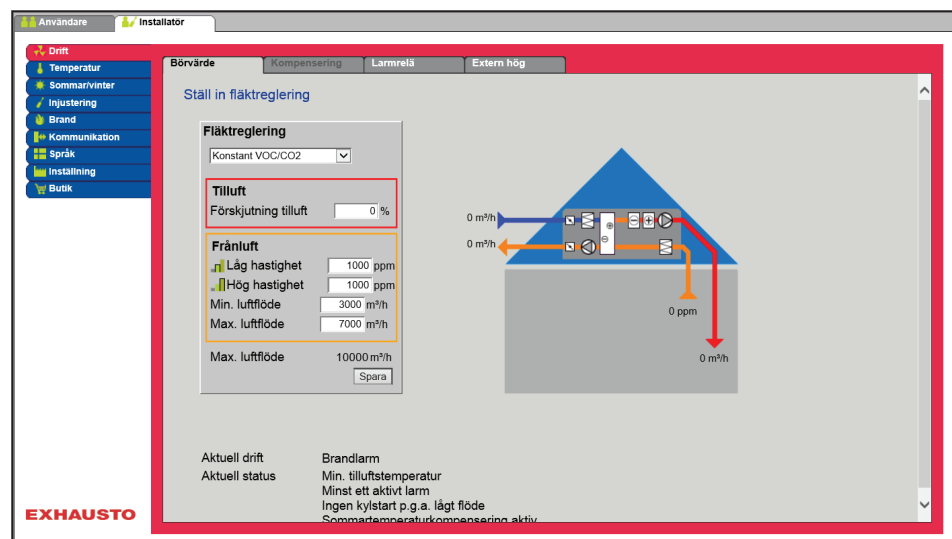 Användare Installatör
Drift
Temperatur
Sommar/vinter
Injustering
Brand
Kommunikation
Språk
Inställning
Butik
EXHAUSTO
Börvärde Kompensering Larmrelä Extern hög
Ställ in fläktreglering
Fläktreglering
Konstant VOC/CO2
Tilluft
Förskjutning tilluft 0 %
Frånluft
Låg hastighet 1000 ppm
Hög hastighet 1000 ppm
Min. luftflöde 3000 m³/h
Max. luftflöde 7000 m³/h
Max. luftflöde 10000 m³/h
Spara
0 m³/h
0 m³/h
0 ppm
0 m³/h
Aktuell drift Brandlarm
Aktuell status Min. tilluftstemperatur
Minst ett aktivt larm
Ingen kylstart p.g.a. lågt flöde
Sommartemperaturkompensering aktiv